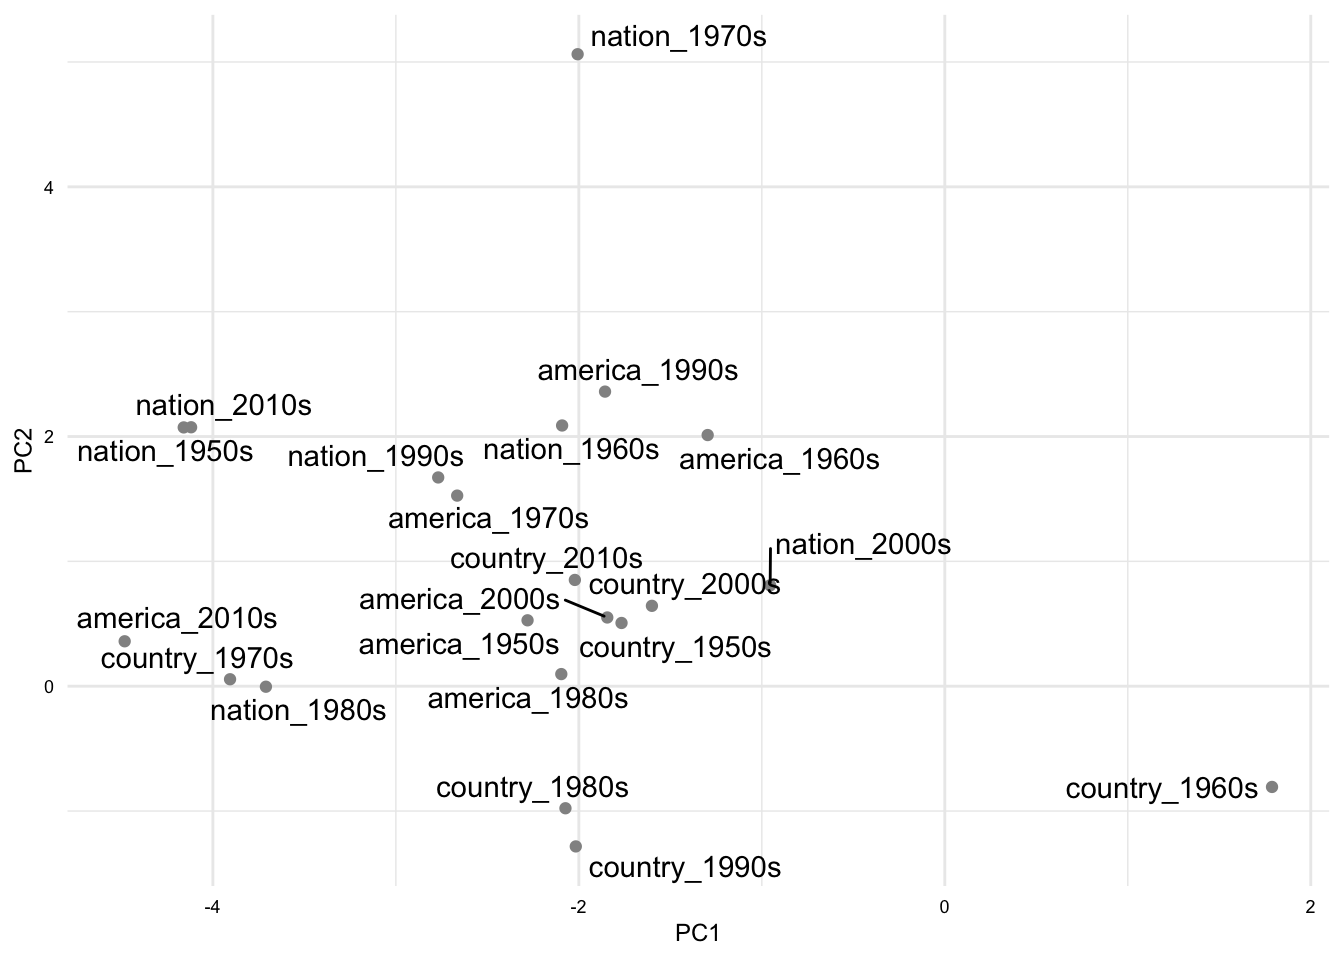 nation_1970s
4
america_1990s
nation_2010s
2
nation_1950s
nation_1990s
nation_1960s
america_1960s
america_1970s
nation_2000s
country_2010s
country_2000s
america_2000s
america_2010s
america_1950s
country_1950s
country_1970s
0
america_1980s
nation_1980s
country_1980s
country_1960s
country_1990s
-4
-2
0
2
PC1
PC2